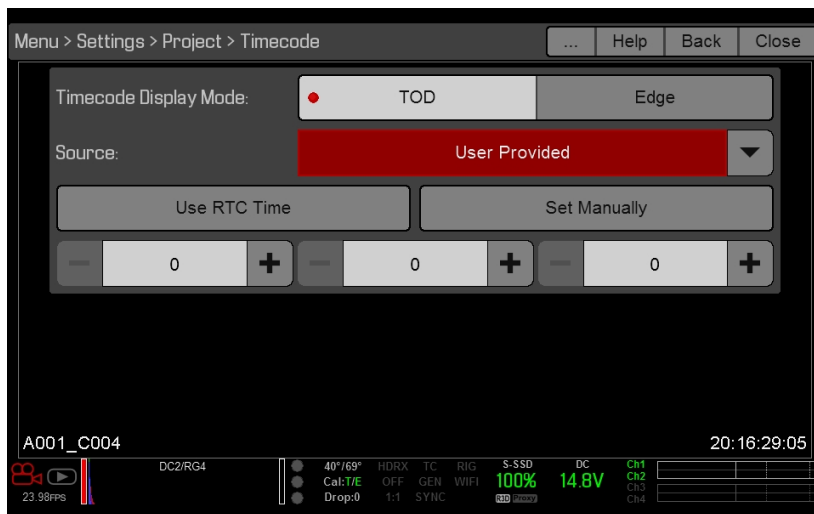 Menu > Settings > Project > Timecode ... Help Back Close
Timecode Display Mode: TOD Edge
Source: User Provided
Use RTC Time Set Manually
0 0 0
A001_C004 20:16:29:05
DC2/RG4 40°/69° HDRX TC RIG S-SSD DC Ch1
Cal:T/E OFF GEN WIFI 100% 14.8V Ch2
23.98FPS Drop:0 1:1 SYNC R3D Proxy Ch3
Ch4